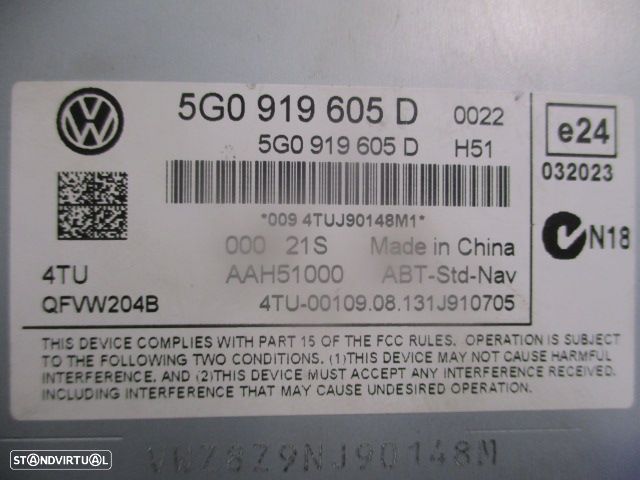 5G0 919 605 D 0022
5G0 919 605 D H51
e24
032023
*009 4TUJ90148M1*
N18
000 21S Made in China
4TU AAH51000 ABT-Std-Nav
QFVW204B 4TU-00109.08.131J910705
THIS DEVICE COMPLIES WITH PART 15 OF THE FCC RULES. OPERATION IS SUBJECT
TO THE FOLLOWING TWO CONDITIONS. (1)THIS DEVICE MAY NOT CAUSE HARMFUL
INTERFERENCE, AND (2)THIS DEVICE MUST ACCEPT ANY INTERFERENCE RECEIVED.
INCLUDING INTERFERENCE THAT MAY CAUSE UNDESIRED OPERATION.
VWZ8Z9NJ90148M
STANDVIRTUAL